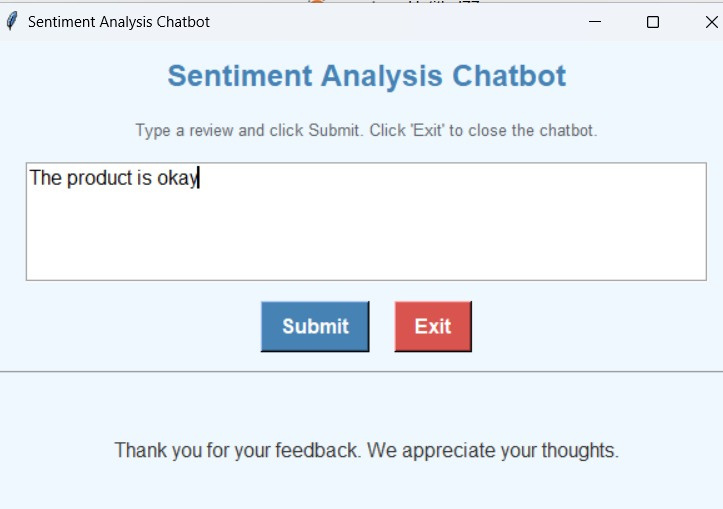 Sentiment Analysis Chatbot
Sentiment Analysis Chatbot
Type a review and click Submit. Click 'Exit' to close the chatbot.
The product is okay
Submit Exit
Thank you for your feedback. We appreciate your thoughts.